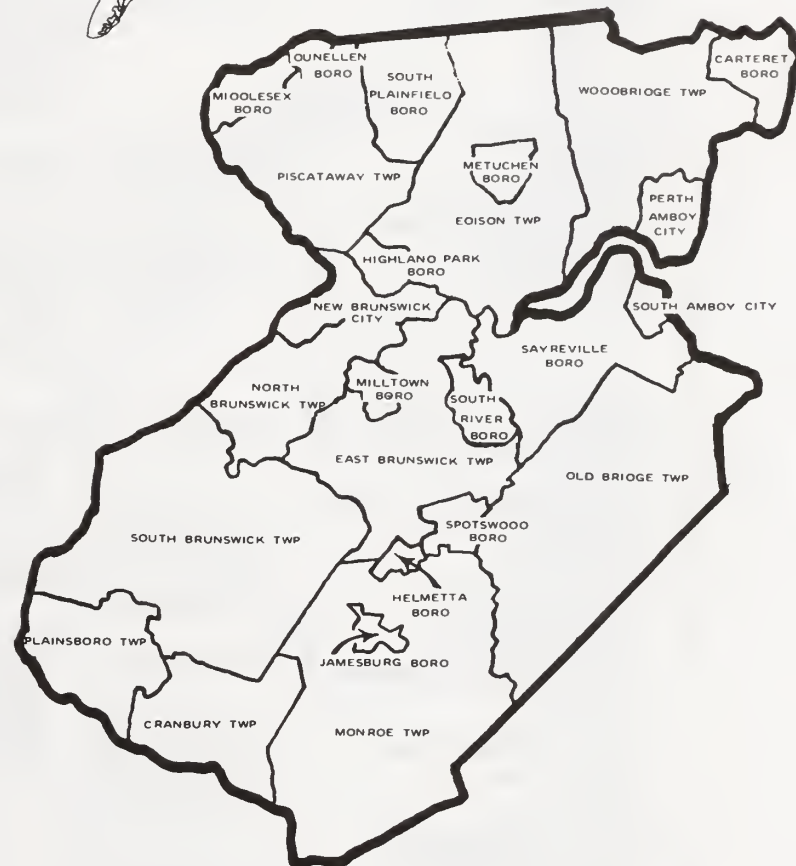 OUNELLEN
BORO
CARTERET
BORO
SOUTH
PLAINFIELD
BORO
MIOOLESEX
BORO
WOOOBRIDGE TWP
METUCHEN
BORO
PISCATAWAY TWP
PERTH
AMBOY
CITY
EOISON TWP
HIGHLANO PARK
BORO
NEW BRUNSWICK
CITY
SOUTH AMBOY CITY
SAYREVILLE
BORO
NORTH
BRUNSWICK TWP
MILLTOWN
BORO
SOUTH
RIVER
BORO
EAST BRUNSWICK TWP
OLD BRIOGE TWP
SPOTSWOOO
BORO
SOUTH BRUNSWICK TWP
HELMETTA
BORO
PLAINSBORO TWP
JAMESBURG BORO
CRANBURY TWP
MONROE TWP